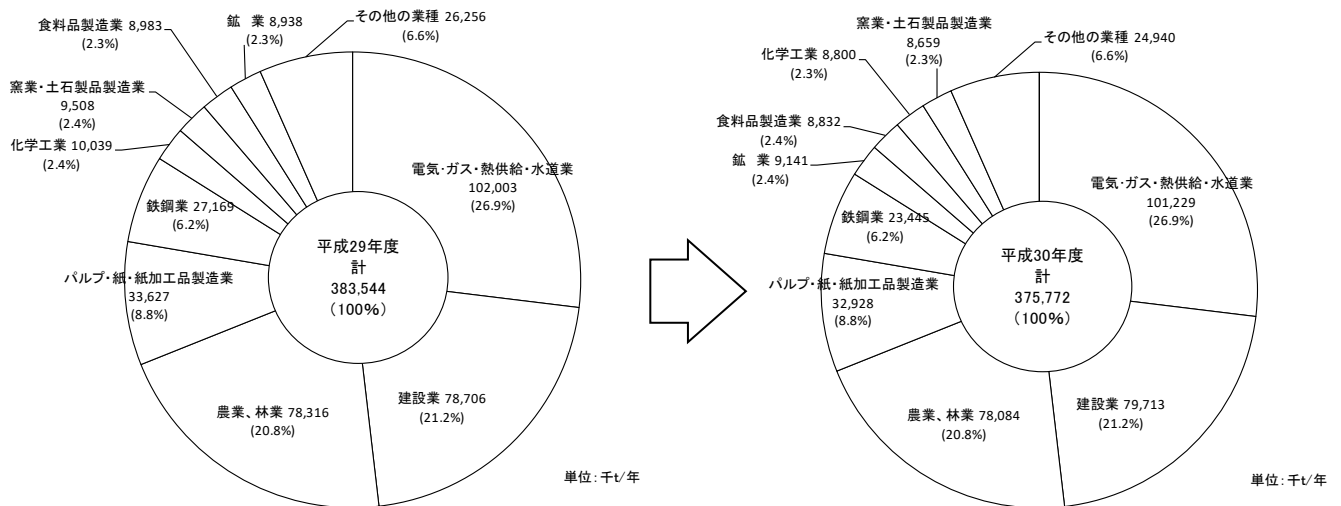 その他の業種 26,256
(6.6%)
鉱　業 8,938
(2.3%)
食料品製造業 8,983
(2.3%)
窯業・土石製品製造業
9,508
(2.4%)
化学工業 10,039
(2.4%)
鉄鋼業 27,169
(6.2%)
パルプ・紙・紙加工品製造業
33,627
(8.8%)
農業、林業 78,316
(20.8%)
建設業 78,706
(21.2%)
電気・ガス・熱供給・水道業
102,003
(26.9%)
平成29年度
計
383,544
（100%）
単位：千t/年
その他の業種 24,940
(6.6%)
窯業・土石製品製造業
8,659
(2.3%)
化学工業 8,800
(2.3%)
食料品製造業 8,832
(2.4%)
鉱　業 9,141
(2.4%)
鉄鋼業 23,445
(6.2%)
パルプ・紙・紙加工品製造業
32,928
(8.8%)
農業、林業 78,084
(20.8%)
建設業 79,713
(21.2%)
電気・ガス・熱供給・水道業
101,229
(26.9%)
平成30年度
計
375,772
（100%）
単位：千t/年